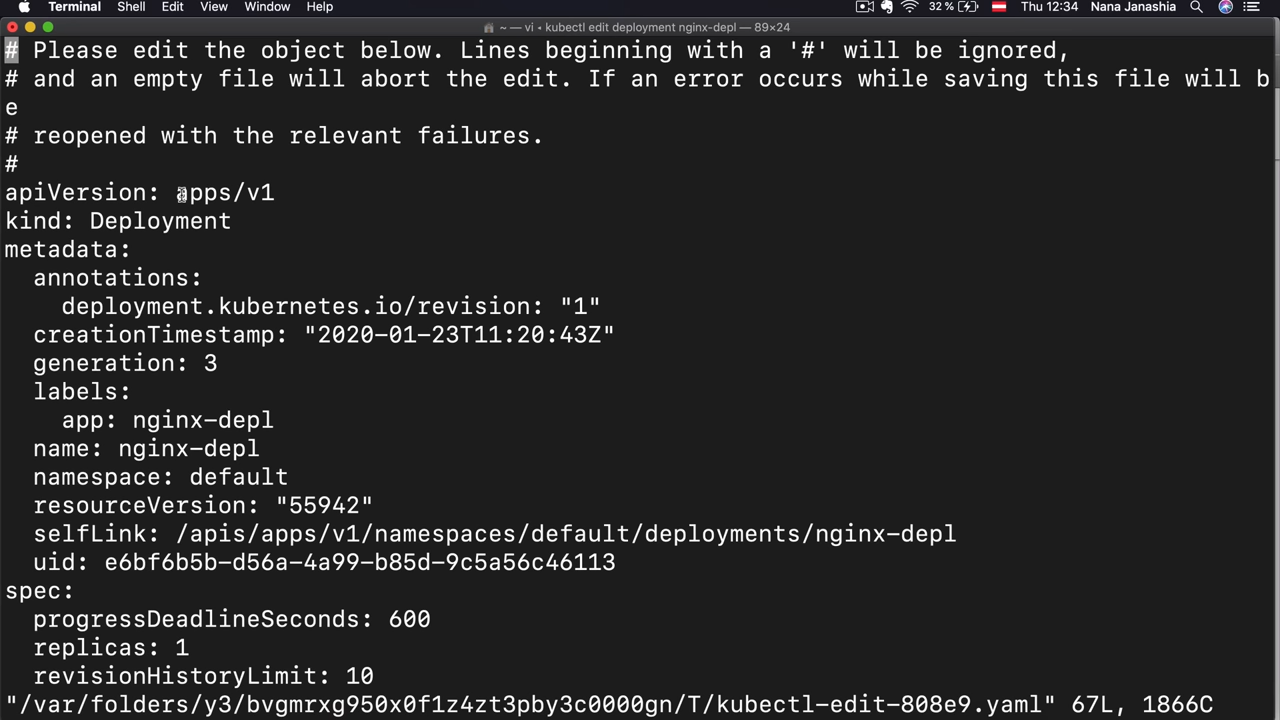 Terminal Shell Edit View Window Help 32 % Thu 12:34 Nana Janashia
~ — vi ‹ kubectl edit deployment nginx-depl — 89×24
# Please edit the object below. Lines beginning with a '#' will be ignored,
# and an empty file will abort the edit. If an error occurs while saving this file will b
e
# reopened with the relevant failures.
#
apiVersion: apps/v1
kind: Deployment
metadata:
  annotations:
    deployment.kubernetes.io/revision: "1"
  creationTimestamp: "2020-01-23T11:20:43Z"
  generation: 3
  labels:
    app: nginx-depl
  name: nginx-depl
  namespace: default
  resourceVersion: "55942"
  selfLink: /apis/apps/v1/namespaces/default/deployments/nginx-depl
  uid: e6bf6b5b-d56a-4a99-b85d-9c5a56c46113
spec:
  progressDeadlineSeconds: 600
  replicas: 1
  revisionHistoryLimit: 10
"/var/folders/y3/bvgmrxg950x0f1z4zt3pby3c0000gn/T/kubectl-edit-808e9.yaml" 67L, 1866C